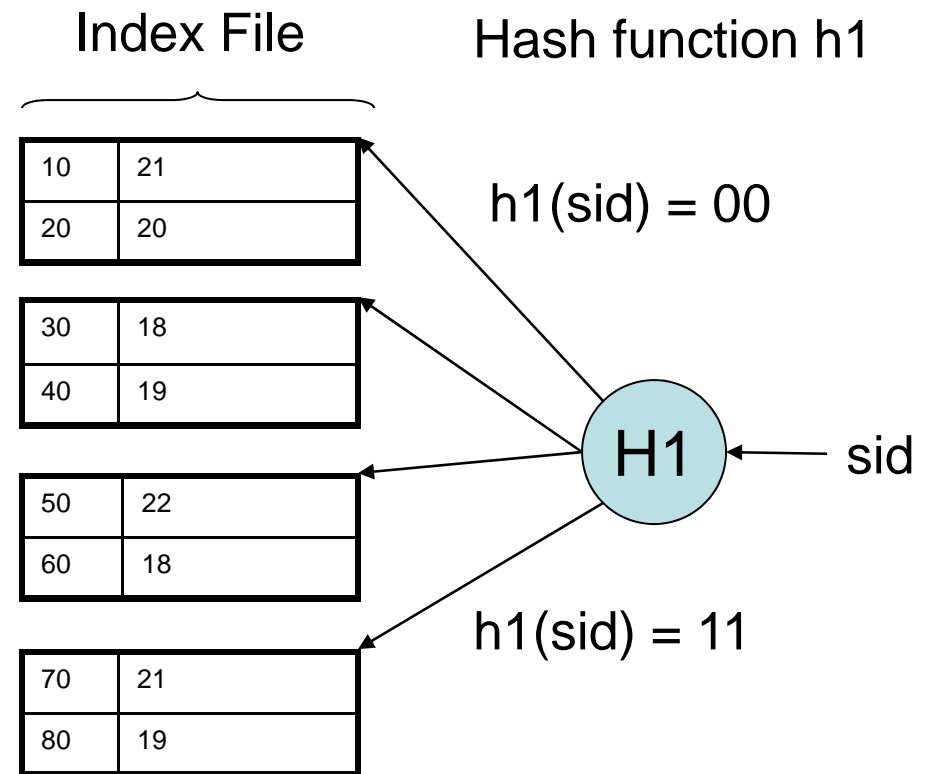 Index File
Hash function h1
10 21
20 20
h1(sid) = 00
30 18
40 19
H1
sid
50 22
60 18
h1(sid) = 11
70 21
80 19